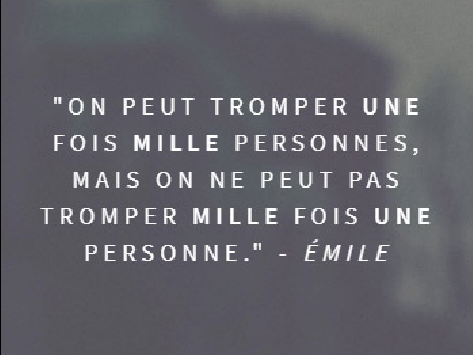 "ON PEUT TROMPER UNE
FOIS MILLE PERSONNES,
MAIS ON NE PEUT PAS
TROMPER MILLE FOIS UNE
PERSONNE." - ÉMILE